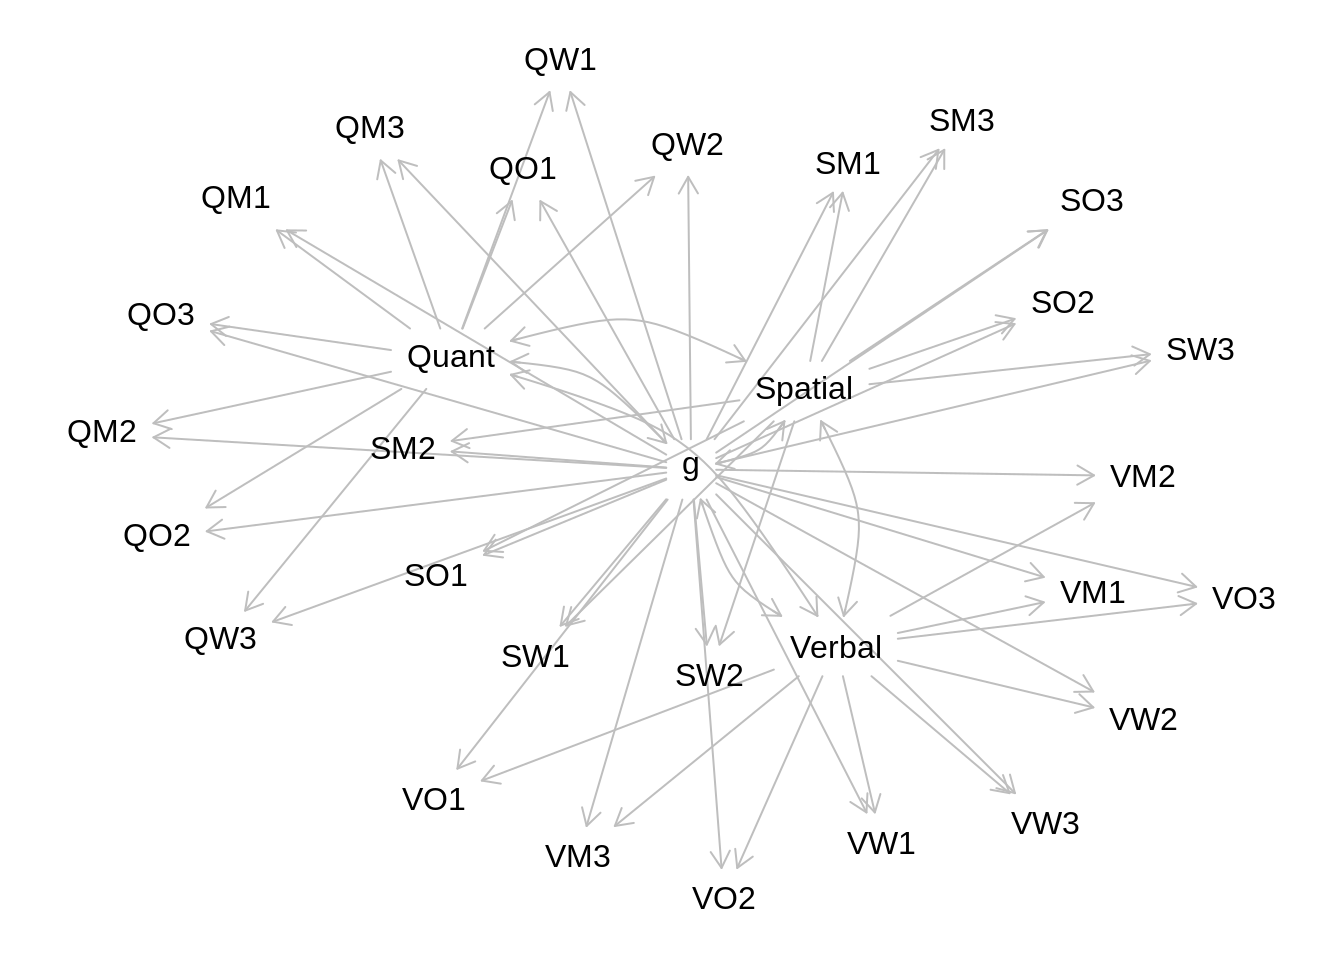 QW1
SM3
QM3
QW2
SM1
QO1
QM1
SO3
SO2
QO3
SW3
Quant
Spatial
QM2
SM2
g
VM2
QO2
SO1
VM1
VO3
QW3
Verbal
SW1
SW2
VW2
VO1
VW3
VW1
VM3
VO2